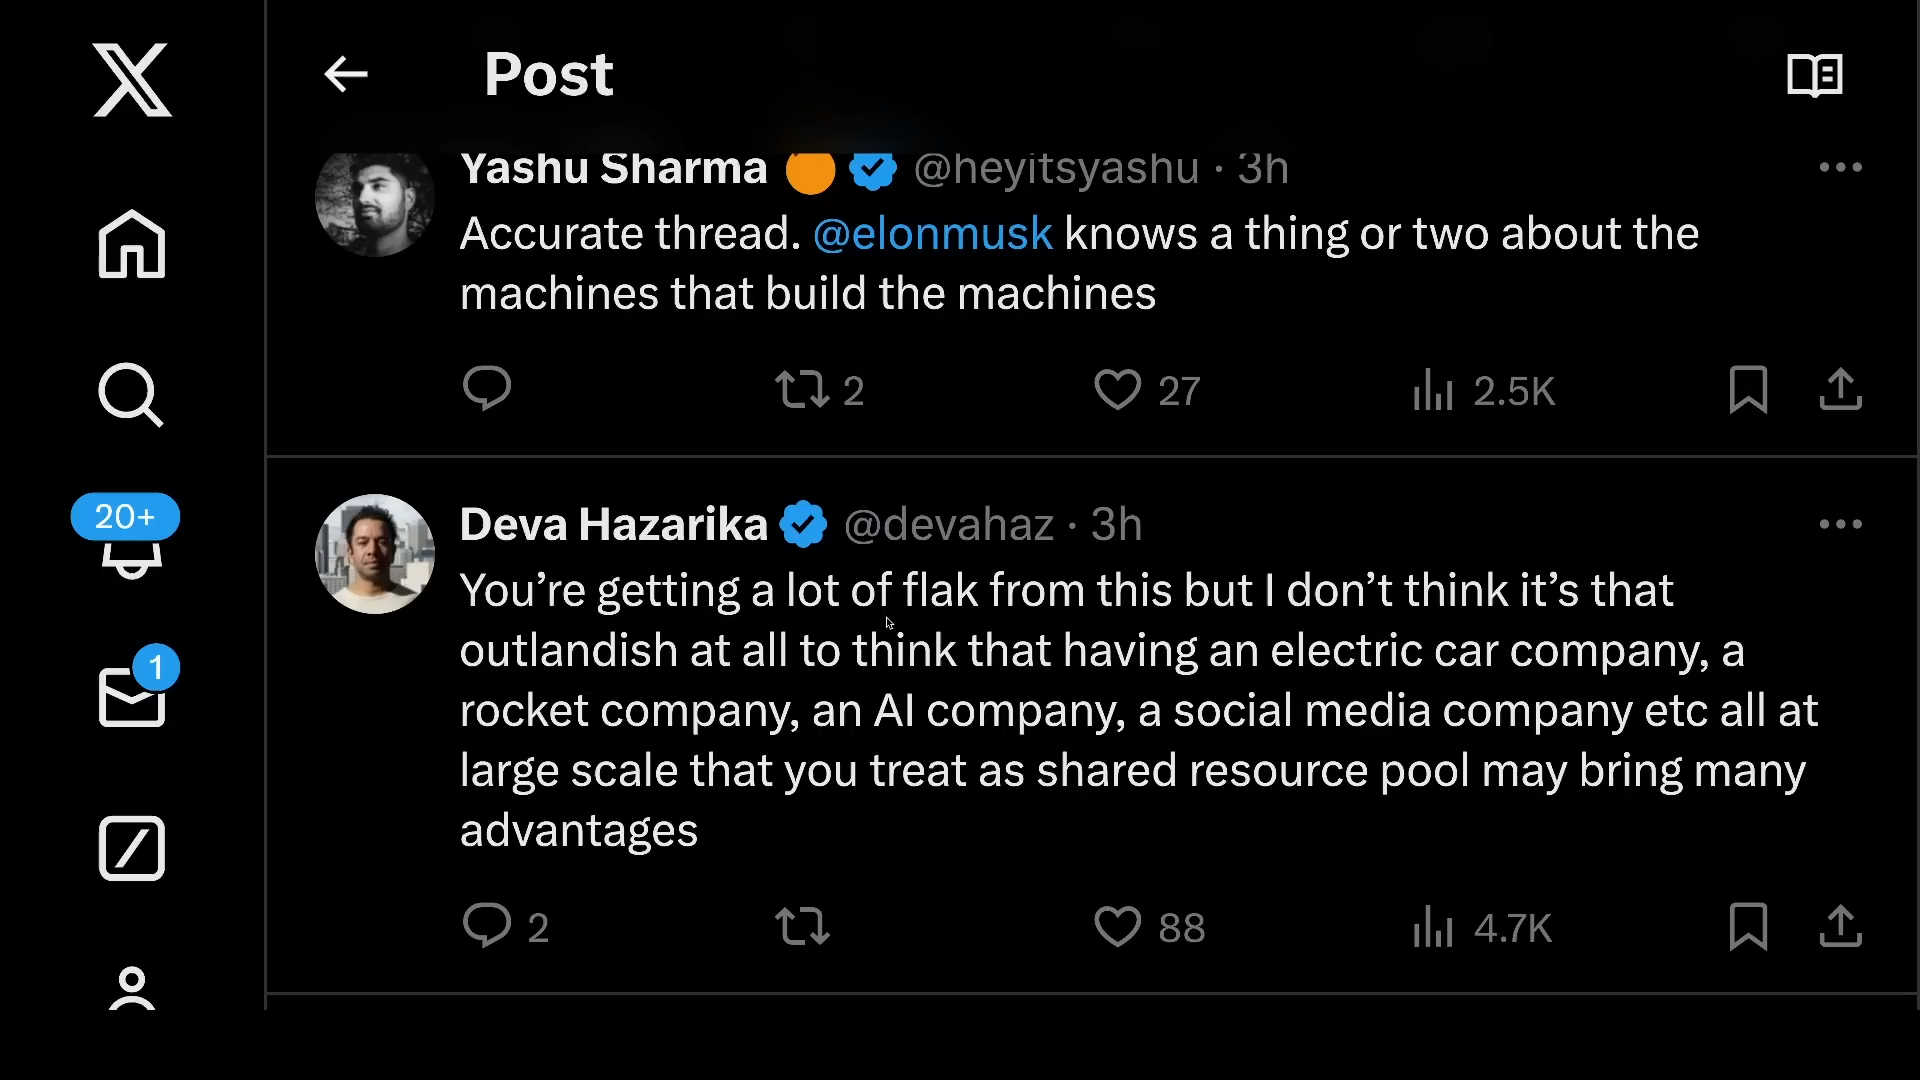 Post
Yashu Sharma @heyitsyashu · 3h
Accurate thread. @elonmusk knows a thing or two about the
machines that build the machines
2 27 2.5K
20+
Deva Hazarika @devahaz · 3h
You’re getting a lot of flak from this but I don’t think it’s that
outlandish at all to think that having an electric car company, a
1
rocket company, an AI company, a social media company etc all at
large scale that you treat as shared resource pool may bring many
advantages
2 88 4.7K